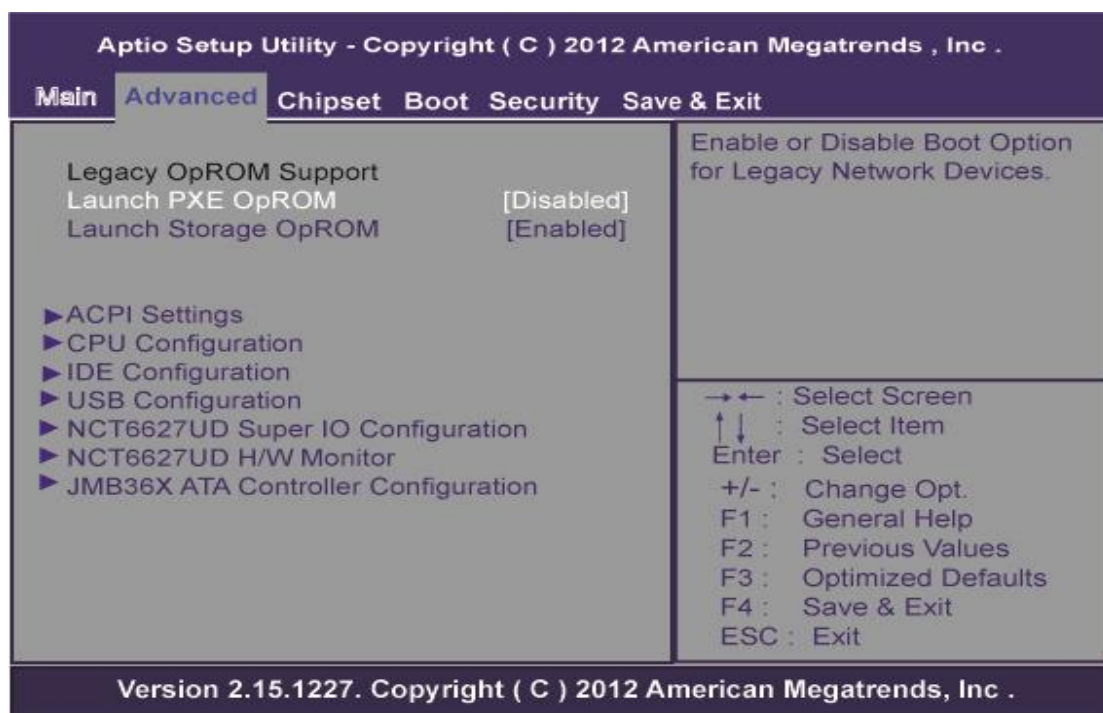 Aptio Setup Utility - Copyright ( C ) 2012 American Megatrends , Inc .
Main Advanced Chipset Boot Security Save & Exit
Legacy OpROM Support
Launch PXE OpROM [Disabled]
Launch Storage OpROM [Enabled]
►ACPI Settings
►CPU Configuration
►IDE Configuration
►USB Configuration
►NCT6627UD Super IO Configuration
►NCT6627UD H/W Monitor
►JMB36X ATA Controller Configuration
Enable or Disable Boot Option
for Legacy Network Devices.
→← : Select Screen
↑↓ : Select Item
Enter : Select
+/- : Change Opt.
F1 : General Help
F2 : Previous Values
F3 : Optimized Defaults
F4 : Save & Exit
ESC : Exit
Version 2.15.1227. Copyright ( C ) 2012 American Megatrends, Inc .